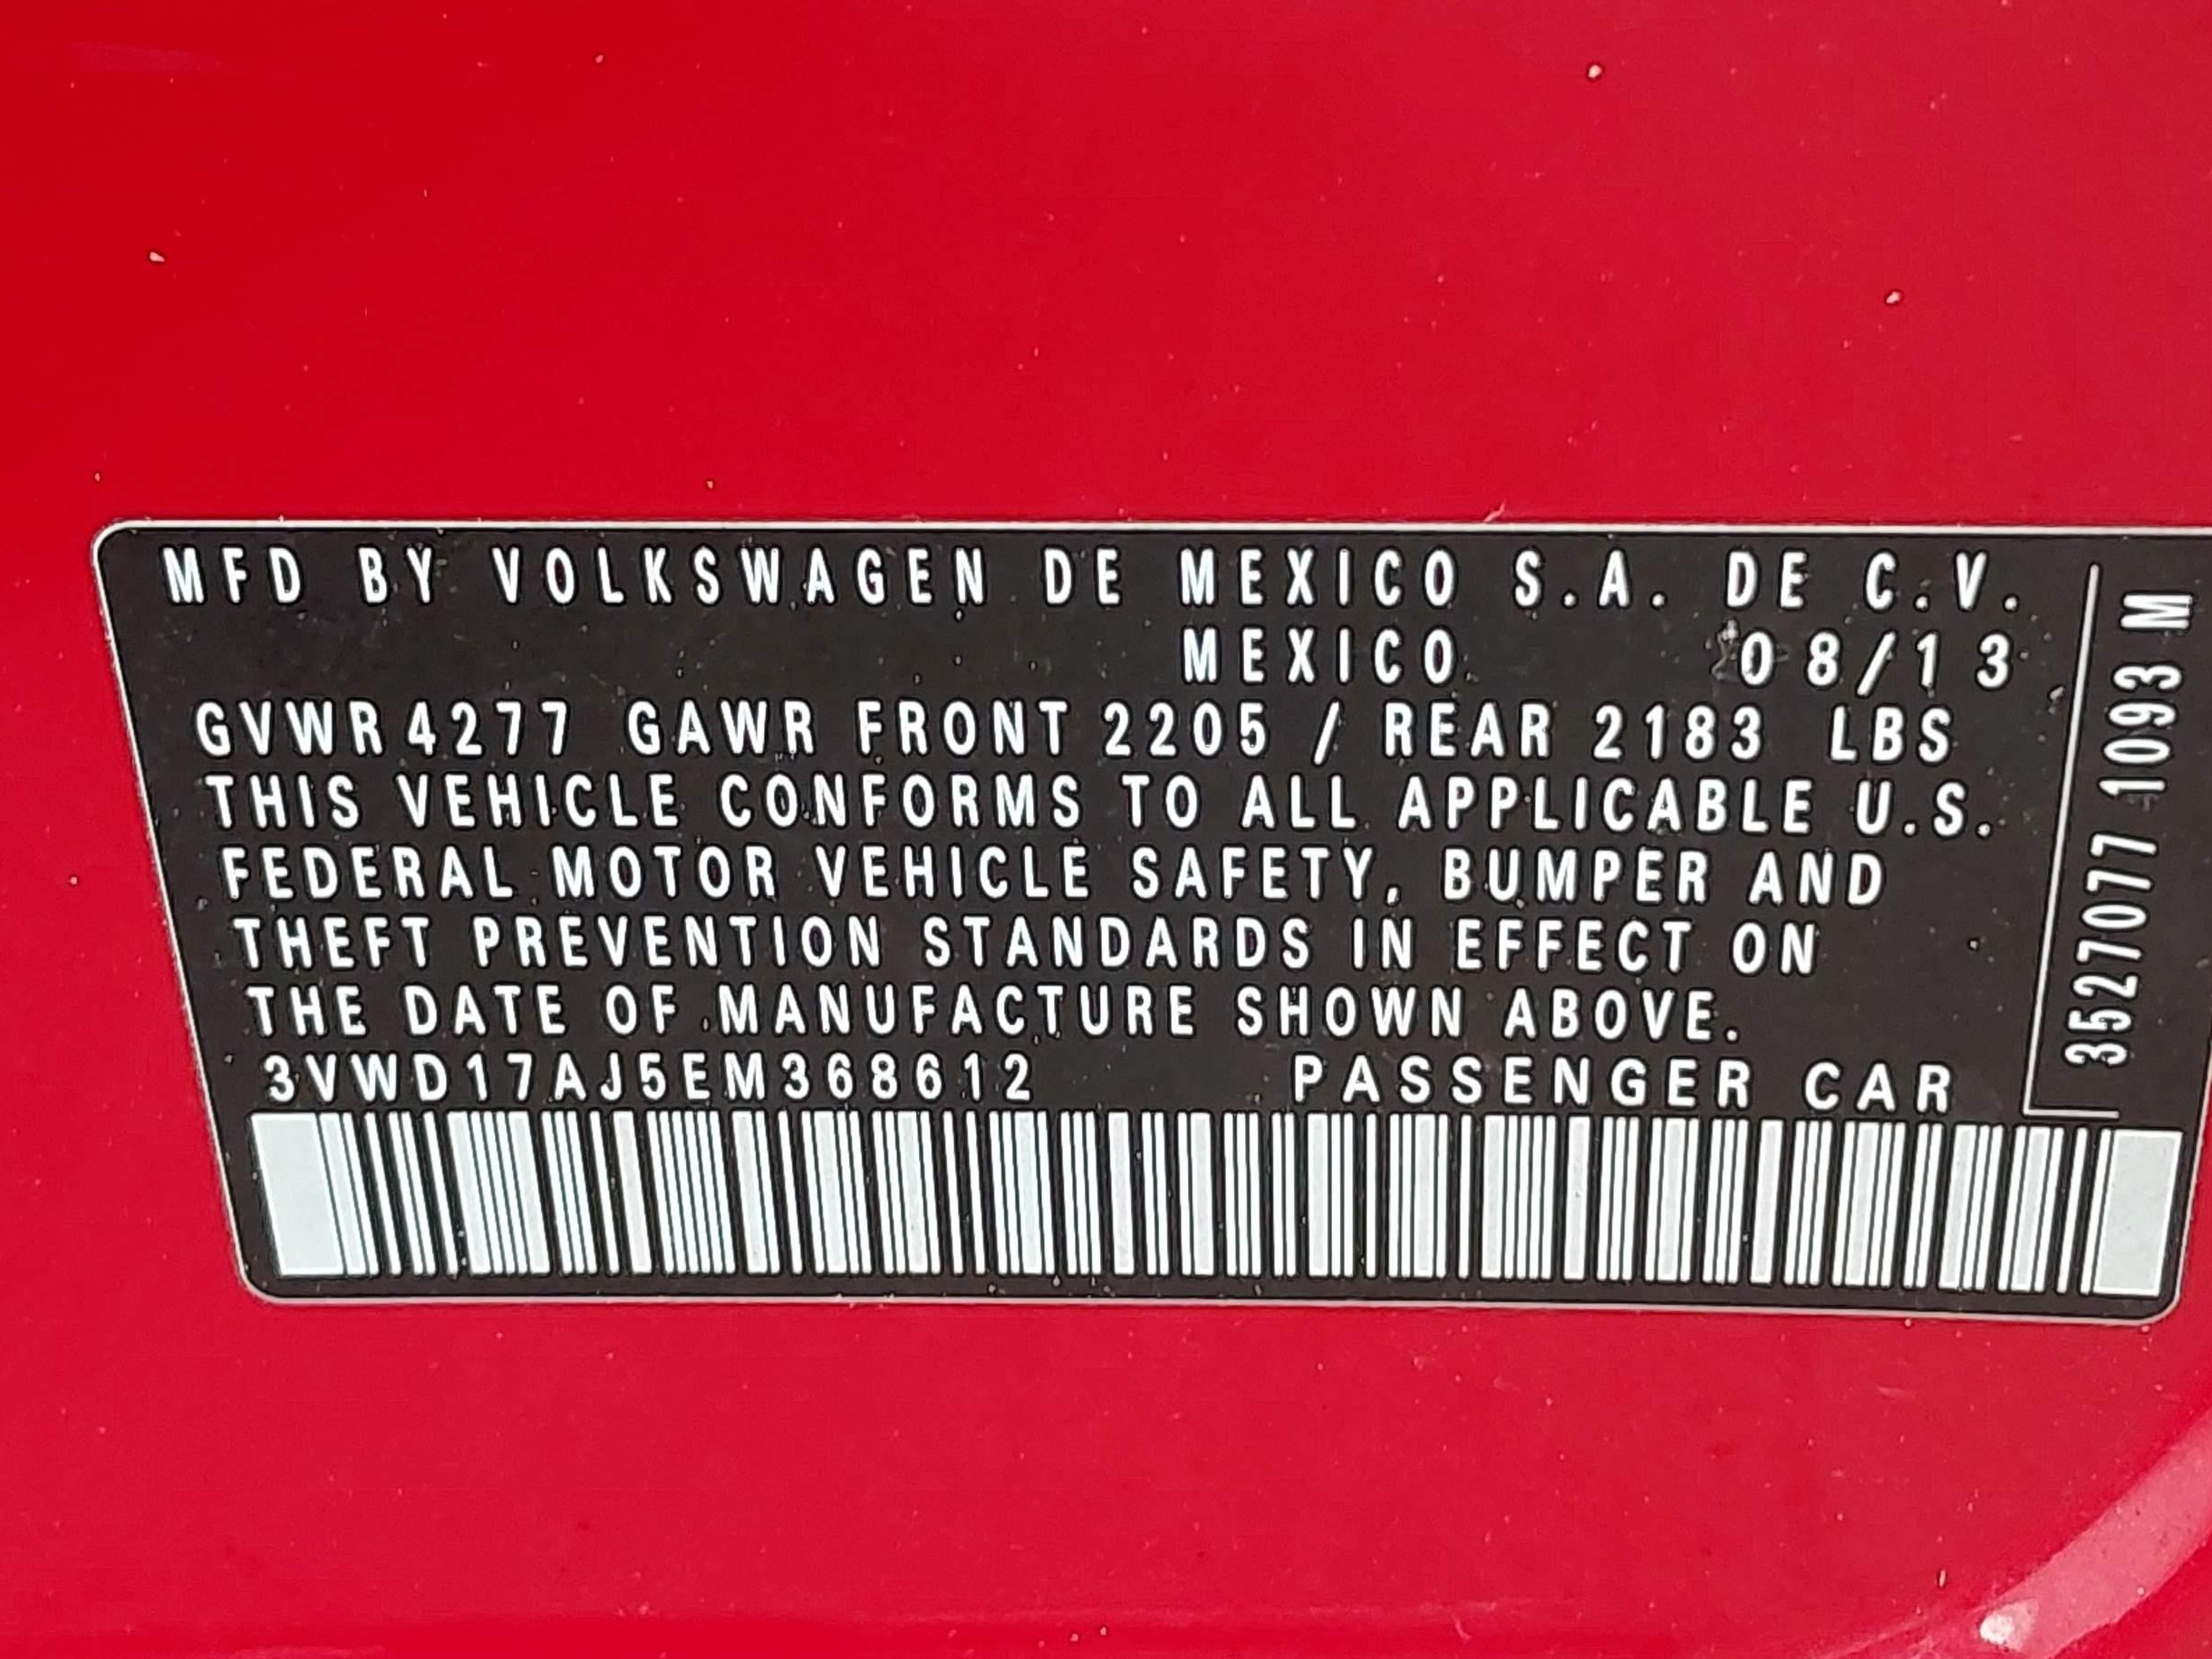 MFD BY VOLKSWAGEN DE MEXICO S.A. DE C.V.
MEXICO 08/13
GVWR 4277 GAWR FRONT 2205 / REAR 2183 LBS
THIS VEHICLE CONFORMS TO ALL APPLICABLE U.S.
FEDERAL MOTOR VEHICLE SAFETY, BUMPER AND
THEFT PREVENTION STANDARDS IN EFFECT ON
THE DATE OF MANUFACTURE SHOWN ABOVE.
3VWD17AJ5EM368612 PASSENGER CAR
3527077 1093 M